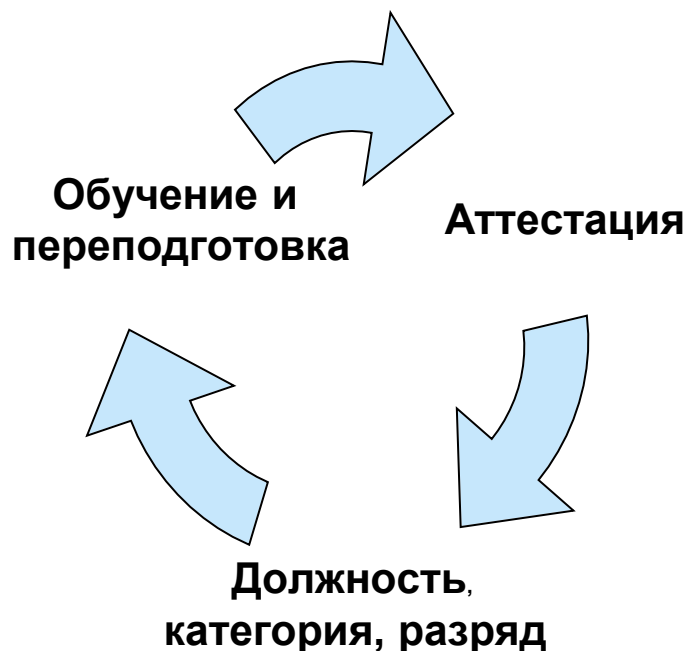 Обучение и
переподготовка
Аттестация
Должность,
категория, разряд